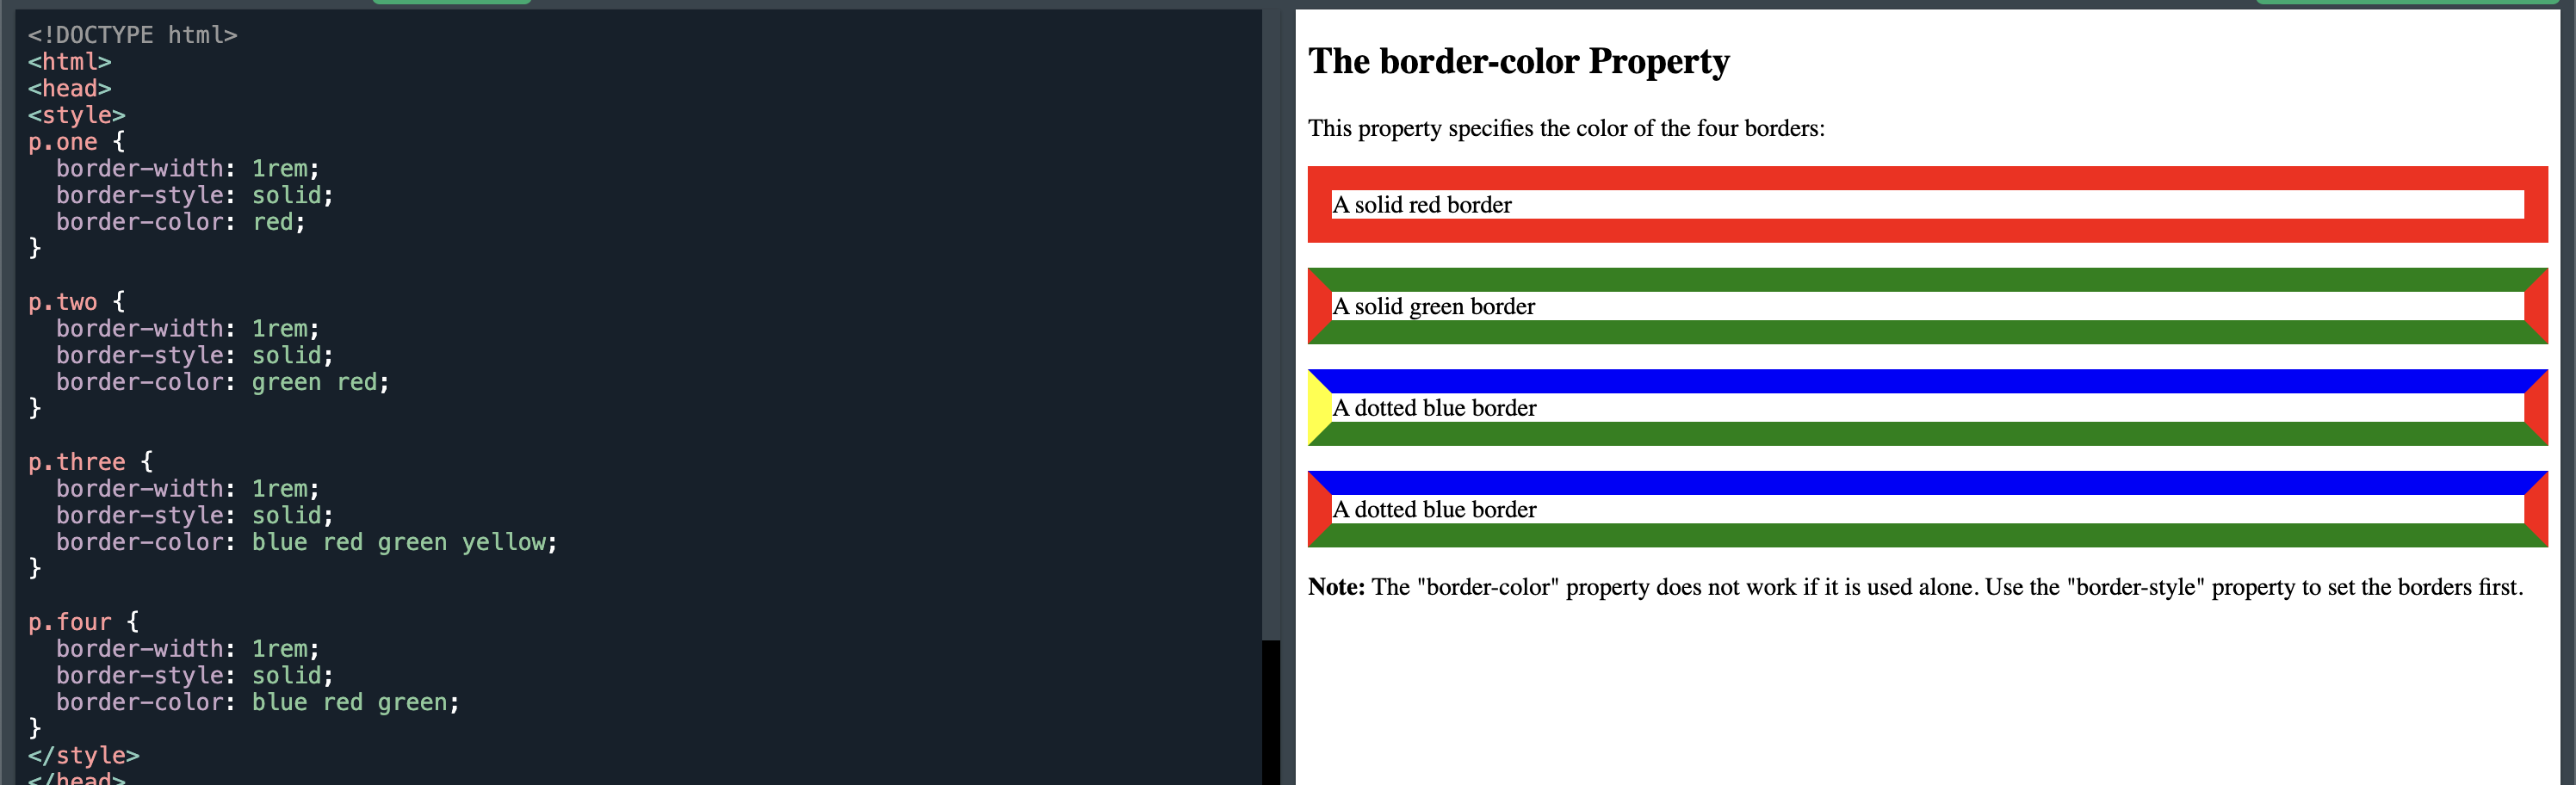 <!DOCTYPE html>
<html>
<head>
<style>
p.one {
  border-width: 1rem;
  border-style: solid;
  border-color: red;
}

p.two {
  border-width: 1rem;
  border-style: solid;
  border-color: green red;
}

p.three {
  border-width: 1rem;
  border-style: solid;
  border-color: blue red green yellow;
}

p.four {
  border-width: 1rem;
  border-style: solid;
  border-color: blue red green;
}
</style>
</head>
The border-color Property
This property specifies the color of the four borders:
A solid red border
A solid green border
A dotted blue border
A dotted blue border
Note: The "border-color" property does not work if it is used alone. Use the "border-style" property to set the borders first.